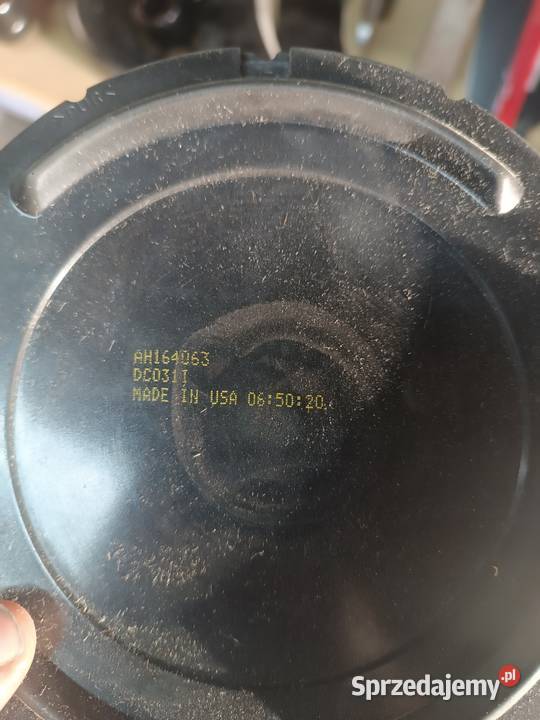 AH164063
DC031I
MADE IN USA 06:50:20
Sprzedajemy.pl